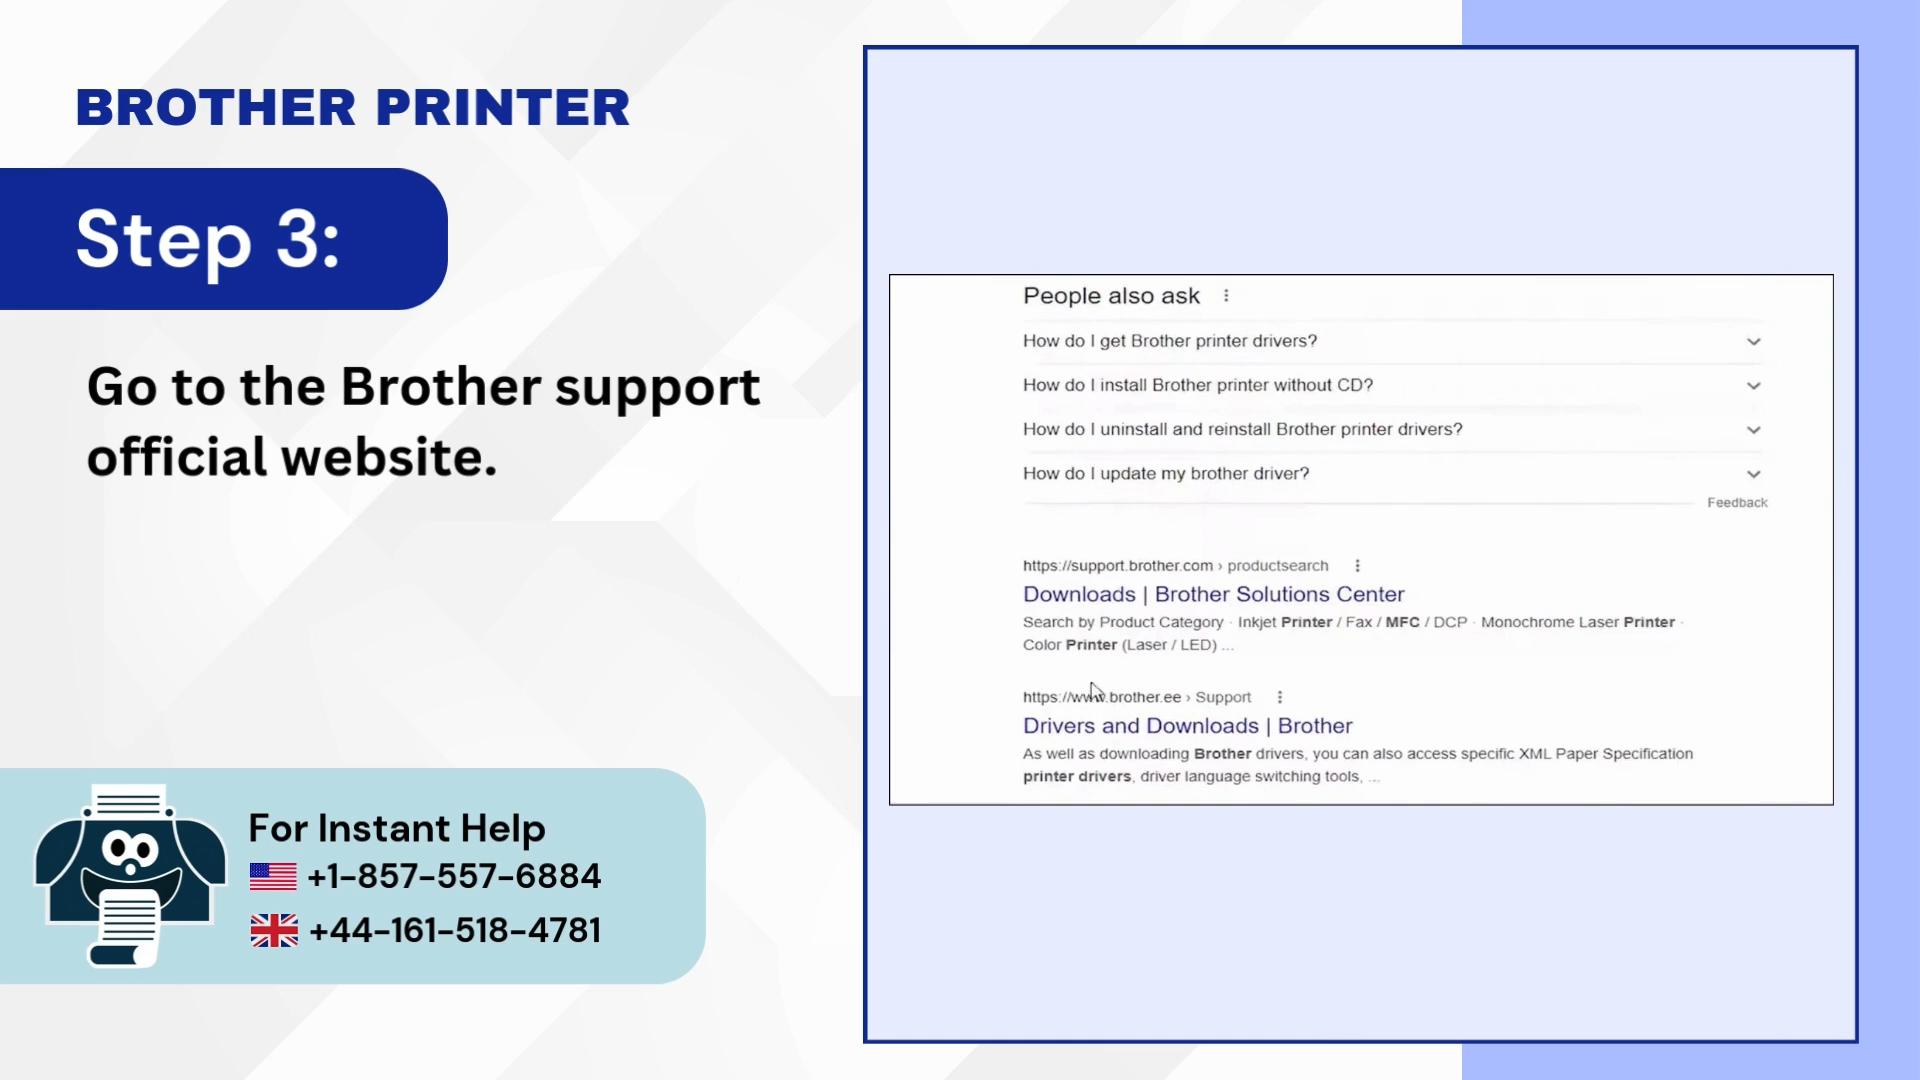 BROTHER PRINTER
Step 3:
Go to the Brother support
official website.
For Instant Help
+1-857-557-6884
+44-161-518-4781
People also ask
How do I get Brother printer drivers?
How do I install Brother printer without CD?
How do I uninstall and reinstall Brother printer drivers?
How do I update my brother driver?
Feedback
https://support.brother.com › productsearch
Downloads | Brother Solutions Center
Search by Product Category · Inkjet Printer / Fax / MFC / DCP · Monochrome Laser Printer ·
Color Printer (Laser / LED) ...
https://www.brother.ee › Support
Drivers and Downloads | Brother
As well as downloading Brother drivers, you can also access specific XML Paper Specification
printer drivers, driver language switching tools, ...